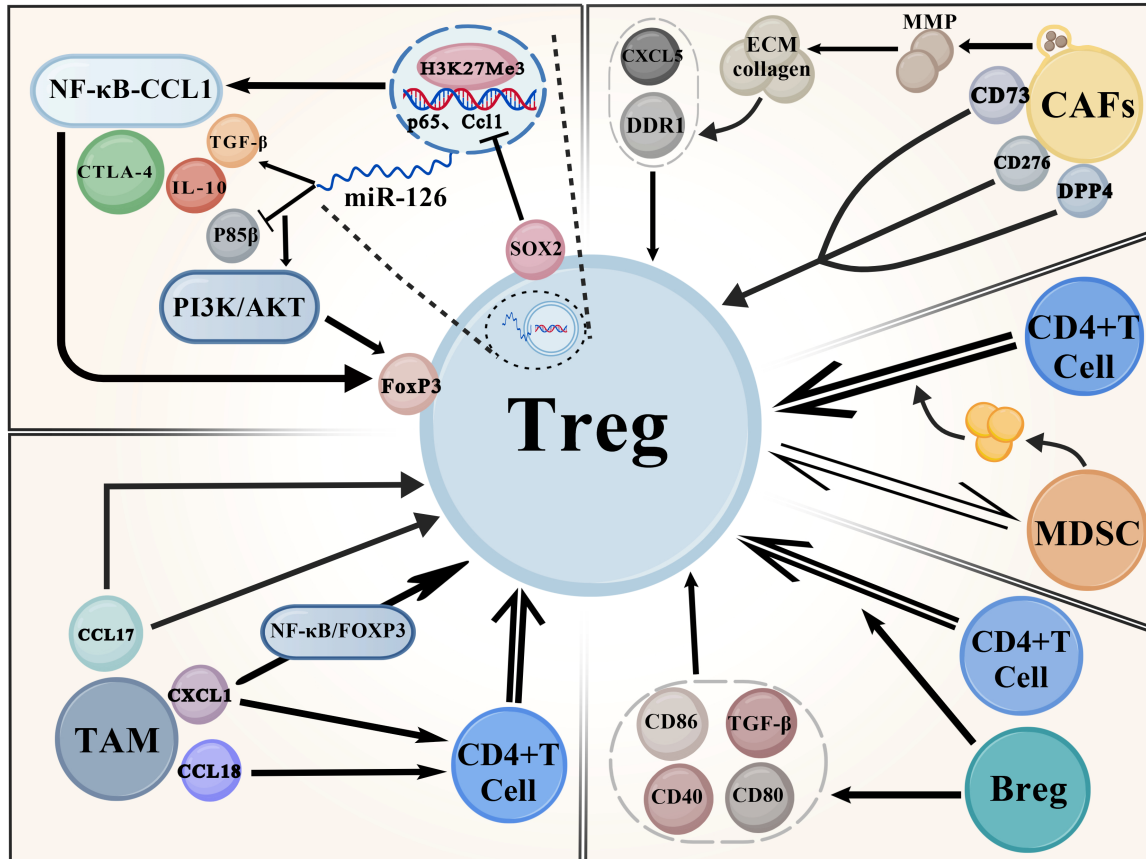 H3K27Me3
p65、Ccl1
NF-κB-CCL1
TGF-β
CTLA-4
IL-10
miR-126
P85β
SOX2
PI3K/AKT
FoxP3
CXCL5
DDR1
ECM
collagen
MMP
CD73
CAFs
CD276
DPP4
CD4+T
Cell
MDSC
Treg
CCL17
NF-κB/FOXP3
CXCL1
TAM
CCL18
CD4+T
Cell
CD4+T
Cell
CD86
TGF-β
CD40
CD80
Breg